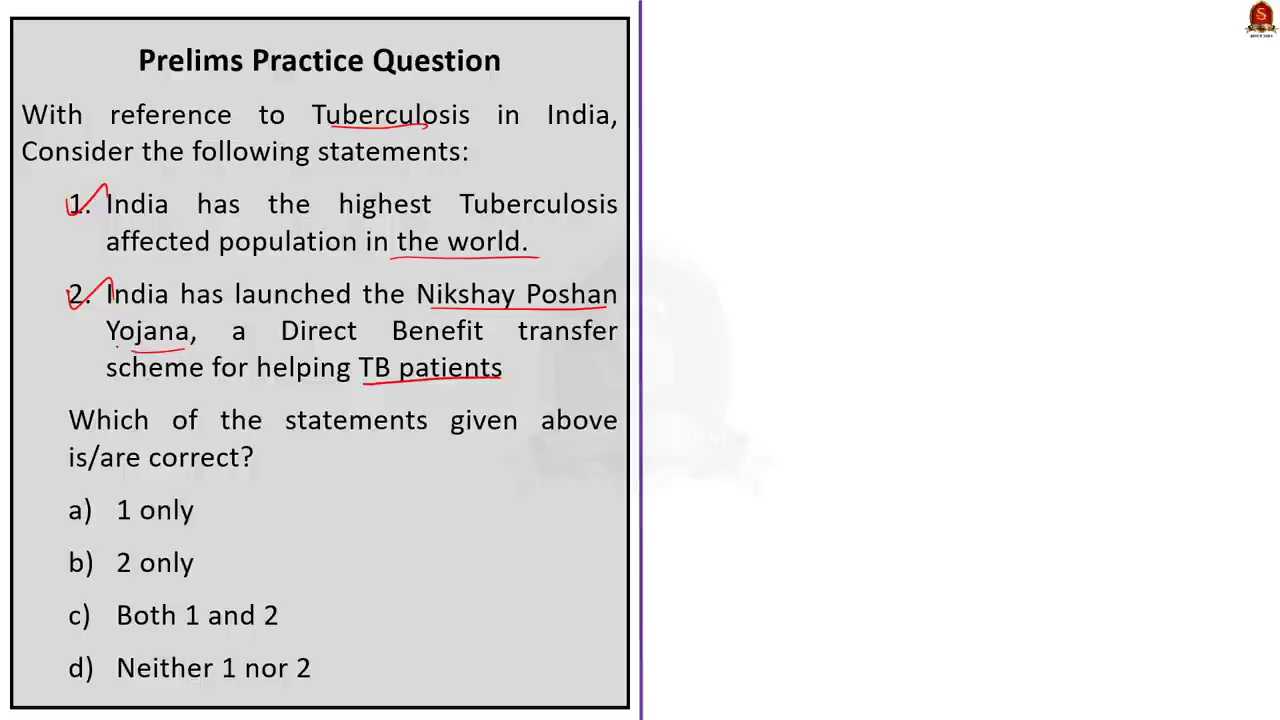 Prelims Practice Question
With reference to Tuberculosis in India,
Consider the following statements:
1. India has the highest Tuberculosis
affected population in the world.
2. India has launched the Nikshay Poshan
Yojana, a Direct Benefit transfer
scheme for helping TB patients
Which of the statements given above
is/are correct?
a) 1 only
b) 2 only
c) Both 1 and 2
d) Neither 1 nor 2
S